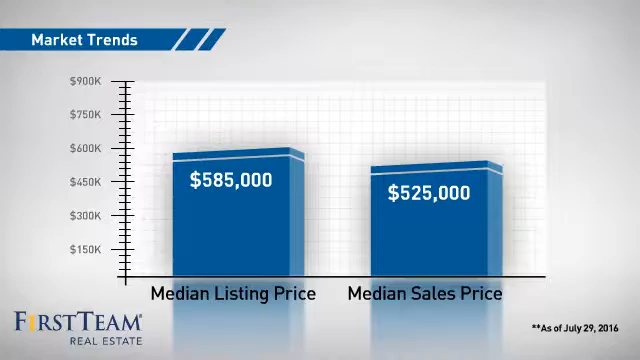 Market Trends
$900K
$750K
$600K
$450K
$300K
$150K
$585,000
$525,000
Median Listing Price
Median Sales Price
FIRSTTEAM®
REAL ESTATE
**As of July 29, 2016